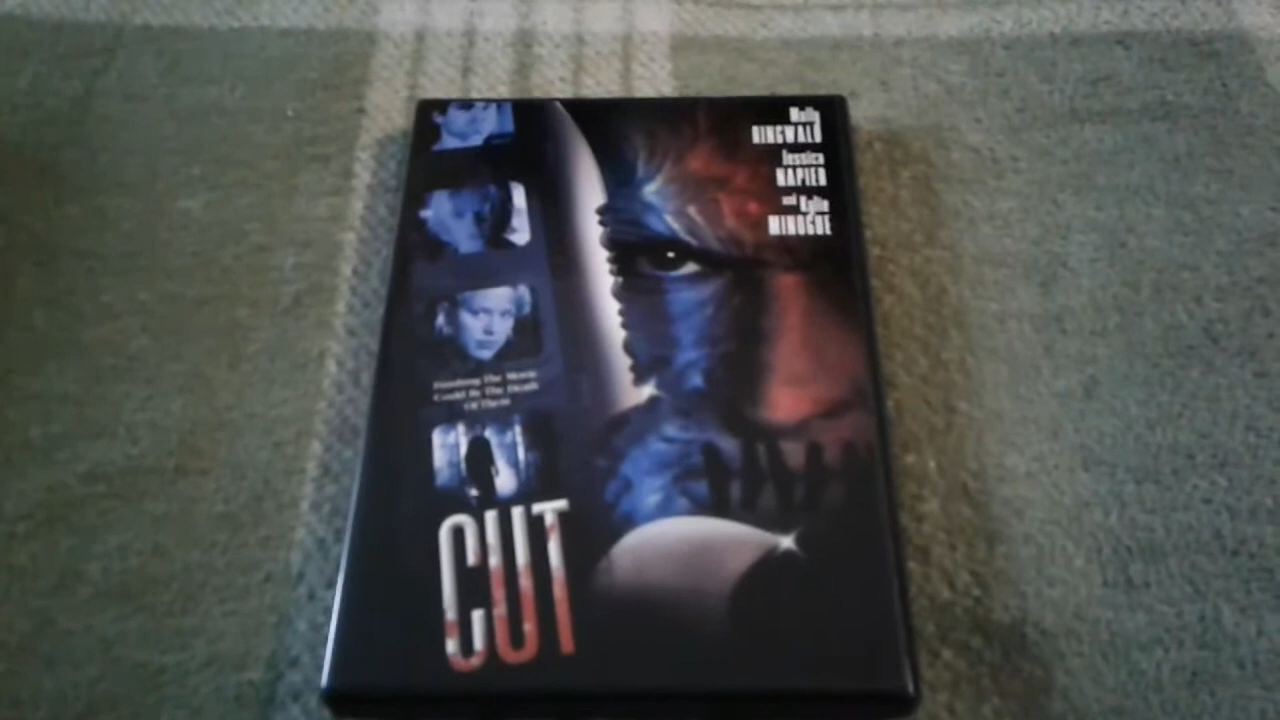 Molly
RINGWALD
Jessica
NAPIER
and Kylie
MINOGUE
Finishing The Movie
Could Be The Death
Of Them
CUT